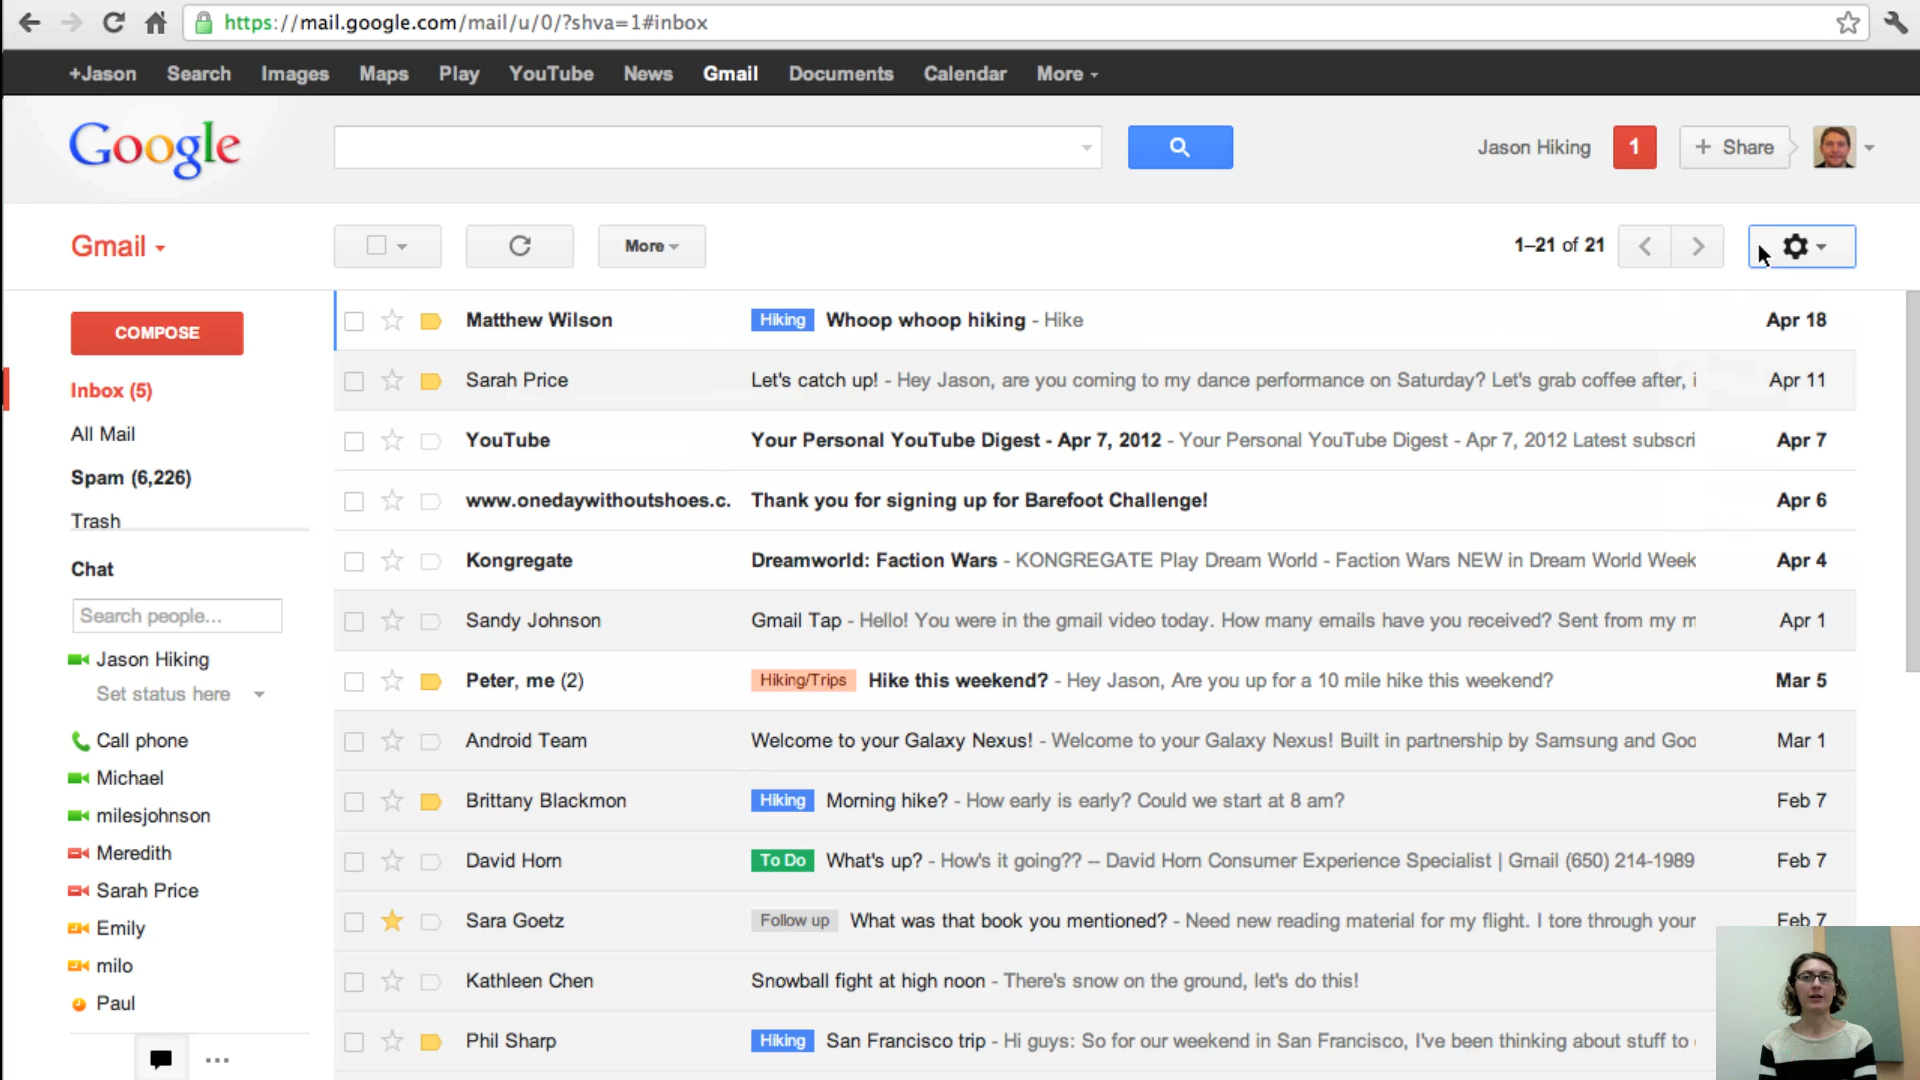 https://mail.google.com/mail/u/0/?shva=1#inbox
+Jason Search Images Maps Play YouTube News Gmail Documents Calendar More
Google
Jason Hiking 1 + Share
Gmail More 1–21 of 21
COMPOSE
Inbox (5)
All Mail
Spam (6,226)
Trash
Chat
Search people...
Jason Hiking
Set status here
Call phone
Michael
milesjohnson
Meredith
Sarah Price
Emily
milo
Paul
Matthew Wilson Hiking Whoop whoop hiking - Hike Apr 18
Sarah Price Let's catch up! - Hey Jason, are you coming to my dance performance on Saturday? Let's grab coffee after, i Apr 11
YouTube Your Personal YouTube Digest - Apr 7, 2012 - Your Personal YouTube Digest - Apr 7, 2012 Latest subscri Apr 7
www.onedaywithoutshoes.c. Thank you for signing up for Barefoot Challenge! Apr 6
Kongregate Dreamworld: Faction Wars - KONGREGATE Play Dream World - Faction Wars NEW in Dream World Week Apr 4
Sandy Johnson Gmail Tap - Hello! You were in the gmail video today. How many emails have you received? Sent from my m Apr 1
Peter, me (2) Hiking/Trips Hike this weekend? - Hey Jason, Are you up for a 10 mile hike this weekend? Mar 5
Android Team Welcome to your Galaxy Nexus! - Welcome to your Galaxy Nexus! Built in partnership by Samsung and Goo Mar 1
Brittany Blackmon Hiking Morning hike? - How early is early? Could we start at 8 am? Feb 7
David Horn To Do What's up? - How's it going?? -- David Horn Consumer Experience Specialist | Gmail (650) 214-1989 Feb 7
Sara Goetz Follow up What was that book you mentioned? - Need new reading material for my flight. I tore through your Feb 7
Kathleen Chen Snowball fight at high noon - There's snow on the ground, let's do this!
Phil Sharp Hiking San Francisco trip - Hi guys: So for our weekend in San Francisco, I've been thinking about stuff to